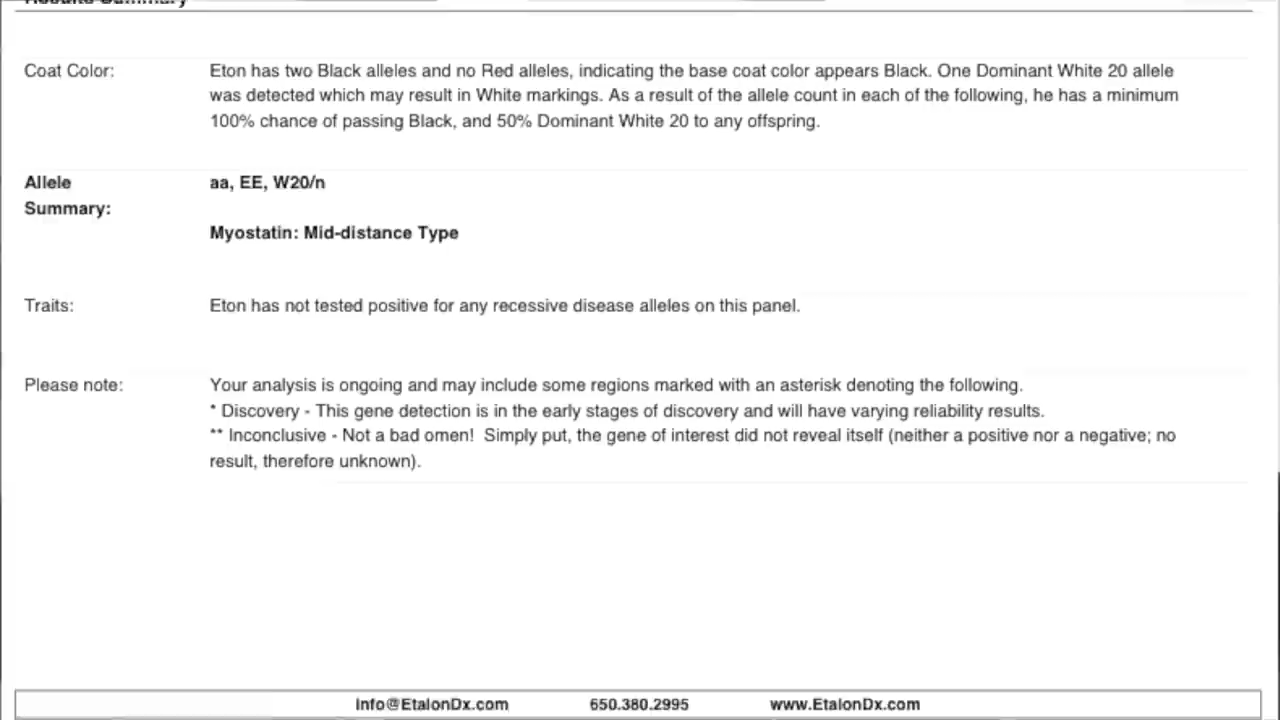 Results Summary
Coat Color: Eton has two Black alleles and no Red alleles, indicating the base coat color appears Black. One Dominant White 20 allele
was detected which may result in White markings. As a result of the allele count in each of the following, he has a minimum
100% chance of passing Black, and 50% Dominant White 20 to any offspring.
Allele aa, EE, W20/n
Summary:
Myostatin: Mid-distance Type
Traits: Eton has not tested positive for any recessive disease alleles on this panel.
Please note: Your analysis is ongoing and may include some regions marked with an asterisk denoting the following.
* Discovery - This gene detection is in the early stages of discovery and will have varying reliability results.
** Inconclusive - Not a bad omen! Simply put, the gene of interest did not reveal itself (neither a positive nor a negative; no
result, therefore unknown).
Info@EtalonDx.com 650.380.2995 www.EtalonDx.com